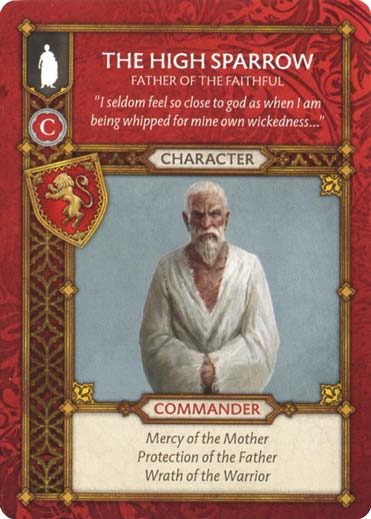 THE HIGH SPARROW
FATHER OF THE FAITHFUL
"I seldom feel so close to god as when I am
being whipped for mine own wickedness..."
C
CHARACTER
COMMANDER
Mercy of the Mother
Protection of the Father
Wrath of the Warrior